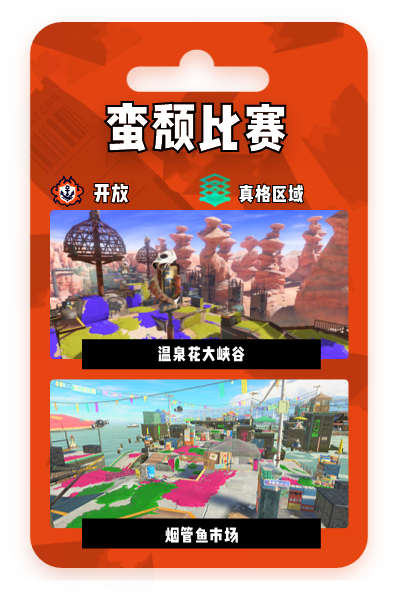 蛮颓比赛
开放 真格区域
温泉花大峡谷
烟管鱼市场